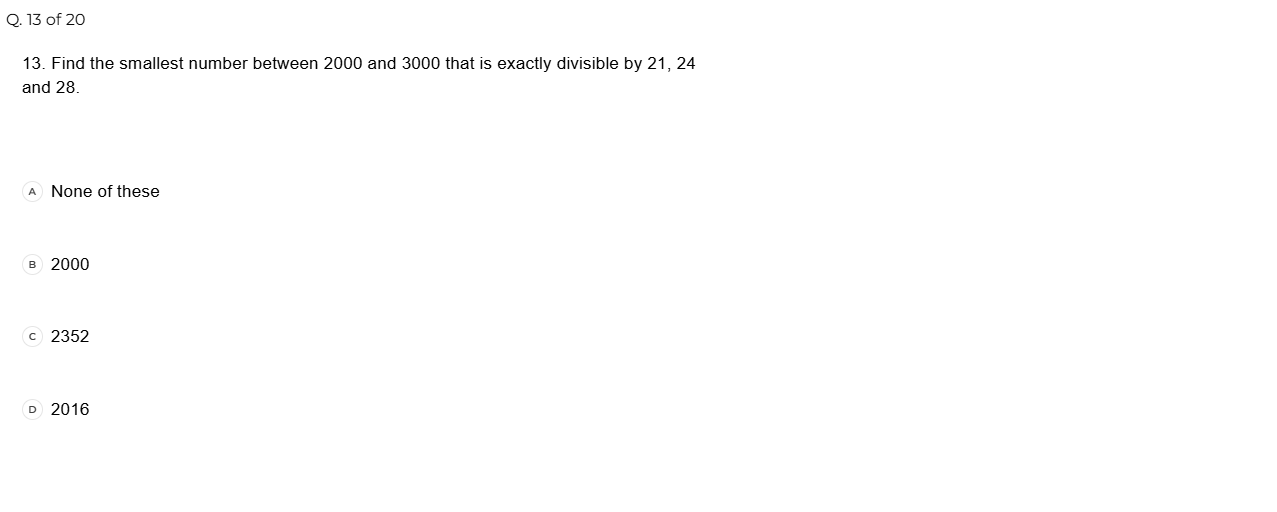 Q. 13 of 20
13. Find the smallest number between 2000 and 3000 that is exactly divisible by 21, 24
and 28.
A None of these
B 2000
C 2352
D 2016